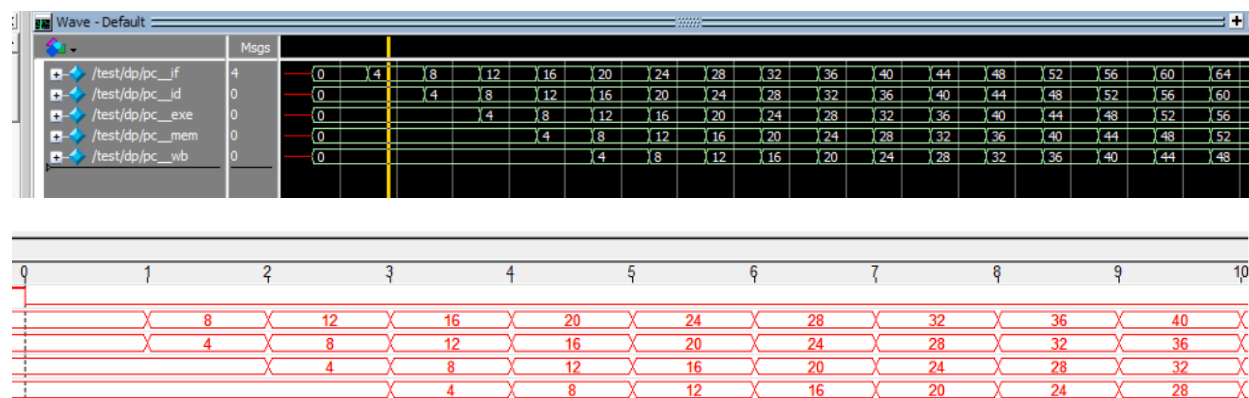 Wave - Default
Msgs
/test/dp/pc__if 4 0 4 8 12 16 20 24 28 32 36 40 44 48 52 56 60 64
/test/dp/pc__id 0 0 4 8 12 16 20 24 28 32 36 40 44 48 52 56 60
/test/dp/pc__exe 0 0 4 8 12 16 20 24 28 32 36 40 44 48 52 56
/test/dp/pc__mem 0 0 4 8 12 16 20 24 28 32 36 40 44 48 52
/test/dp/pc__wb 0 0 4 8 12 16 20 24 28 32 36 40 44 48
0 1 2 3 4 5 6 7 8 9 10
8 12 16 20 24 28 32 36 40
4 8 12 16 20 24 28 32 36
4 8 12 16 20 24 28 32
4 8 12 16 20 24 28